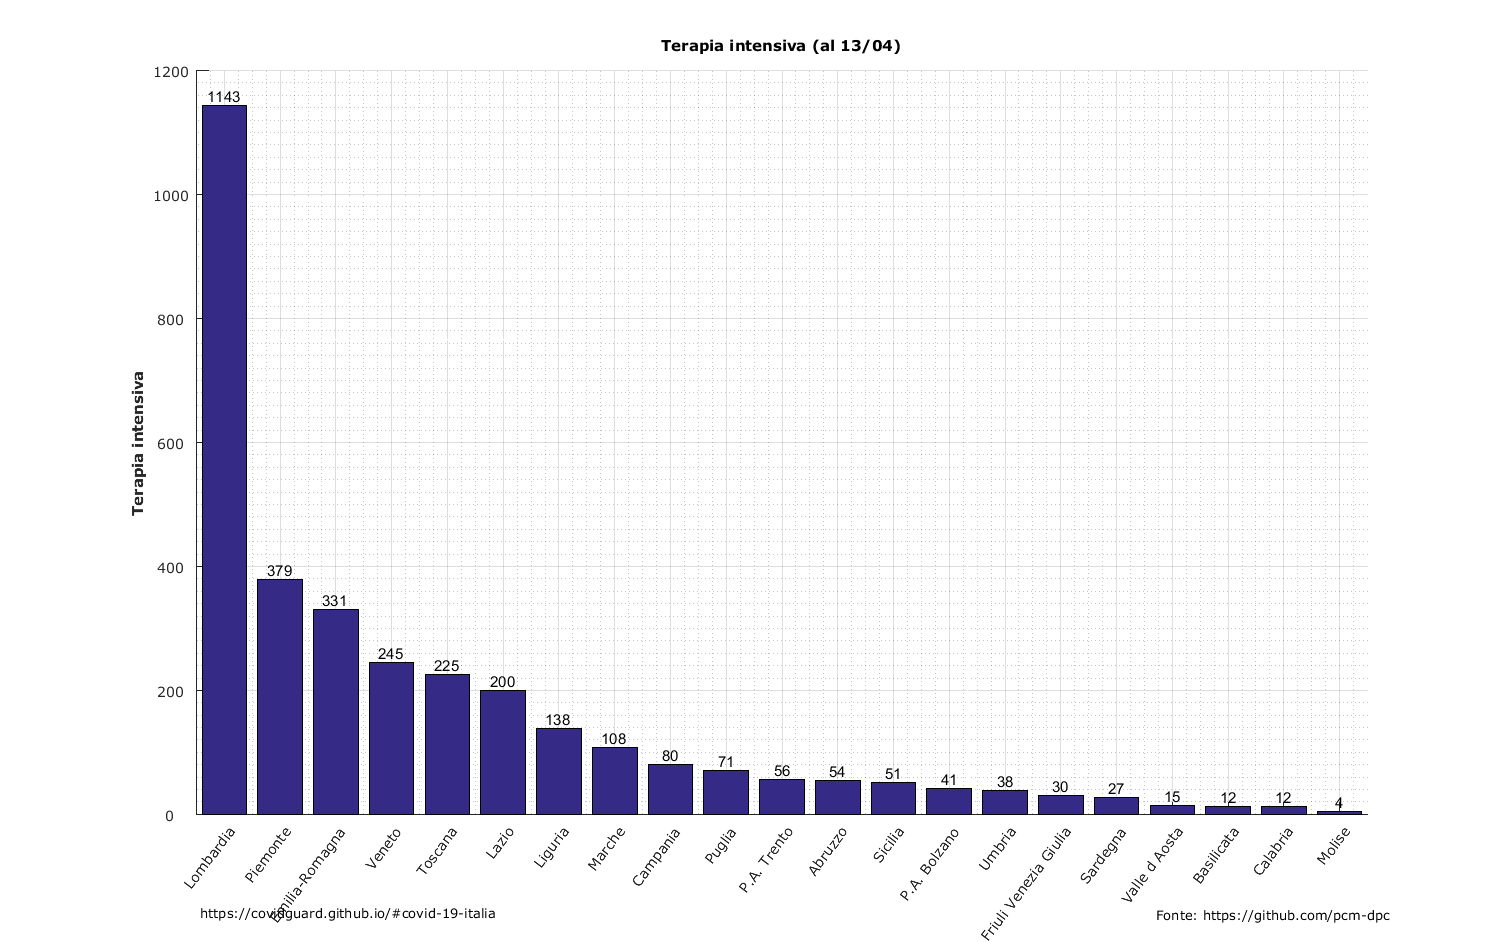 Terapia intensiva (al 13/04)
1200
1000
800
600
400
200
0
Terapia intensiva
1143
379
331
245
225
200
138
108
80
71
56
54
51
41
38
30
27
15
12
12
4
Lombardia
Piemonte
Emilia-Romagna
Veneto
Toscana
Lazio
Liguria
Marche
Campania
Puglia
P.A. Trento
Abruzzo
Sicilia
P.A. Bolzano
Umbria
Friuli Venezia Giulia
Sardegna
Valle d Aosta
Basilicata
Calabria
Molise
https://covidguard.github.io/#covid-19-italia
Fonte: https://github.com/pcm-dpc